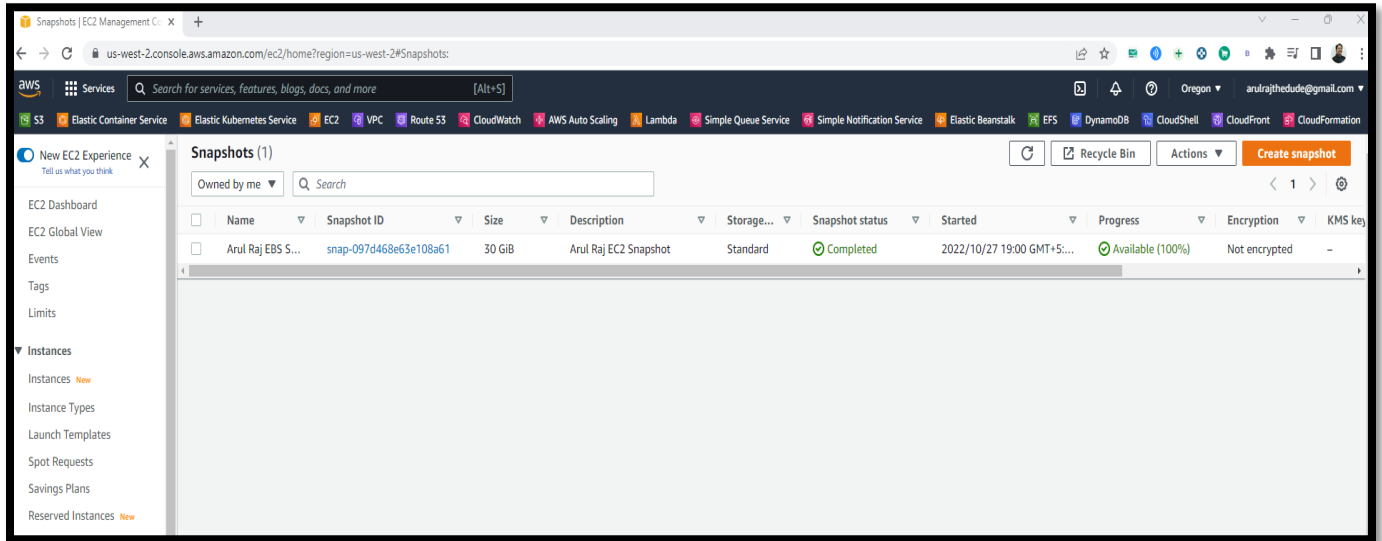 Snapshots | EC2 Management Co
us-west-2.console.aws.amazon.com/ec2/home?region=us-west-2#Snapshots:
aws Services Search for services, features, blogs, docs, and more [Alt+S] Oregon arulrajthedude@gmail.com
S3 Elastic Container Service Elastic Kubernetes Service EC2 VPC Route 53 CloudWatch AWS Auto Scaling Lambda Simple Queue Service Simple Notification Service Elastic Beanstalk EFS DynamoDB CloudShell CloudFront CloudFormation
New EC2 Experience
Tell us what you think
EC2 Dashboard
EC2 Global View
Events
Tags
Limits
Instances
Instances New
Instance Types
Launch Templates
Spot Requests
Savings Plans
Reserved Instances New
Snapshots (1)
Recycle Bin Actions Create snapshot
Owned by me Search
1
Name Snapshot ID Size Description Storage... Snapshot status Started Progress Encryption KMS key
Arul Raj EBS S... snap-097d468e63e108a61 30 GiB Arul Raj EC2 Snapshot Standard Completed 2022/10/27 19:00 GMT+5:... Available (100%) Not encrypted –